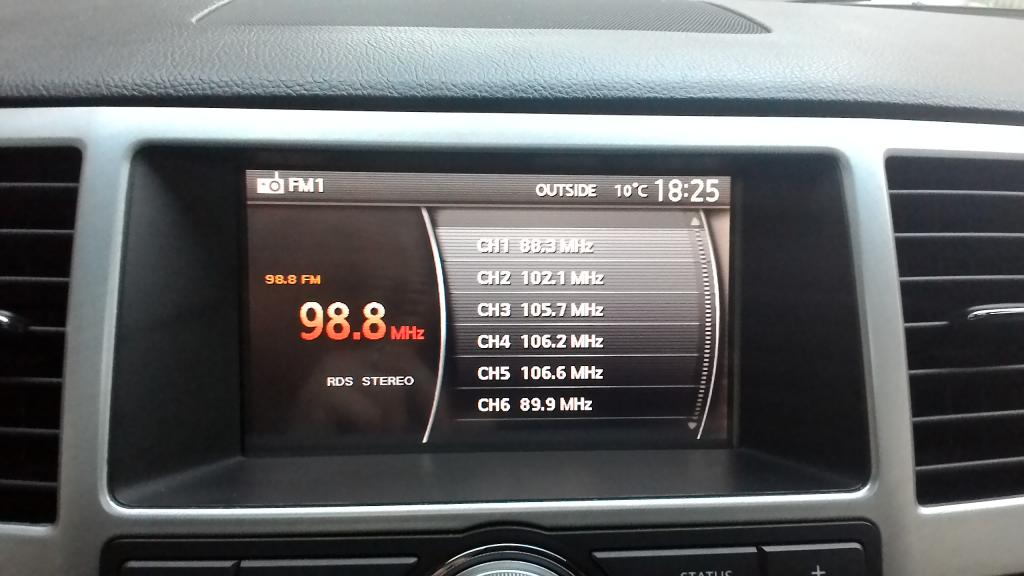 FM1 OUTSIDE 10°C 18:25
98.8 FM
98.8 MHz
RDS STEREO
CH1 88.3 MHz
CH2 102.1 MHz
CH3 105.7 MHz
CH4 106.2 MHz
CH5 106.6 MHz
CH6 89.9 MHz
STATUS +